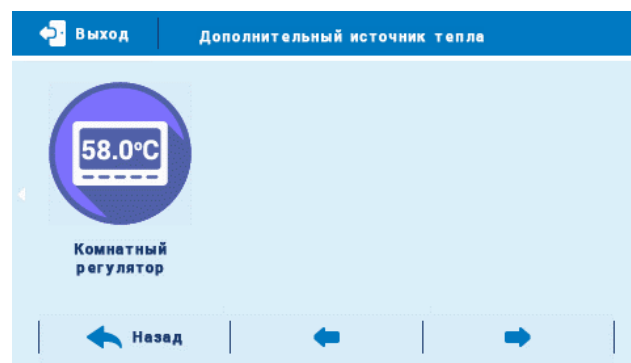 Выход
Дополнительный источник тепла
58.0°C
Комнатный
регулятор
Назад